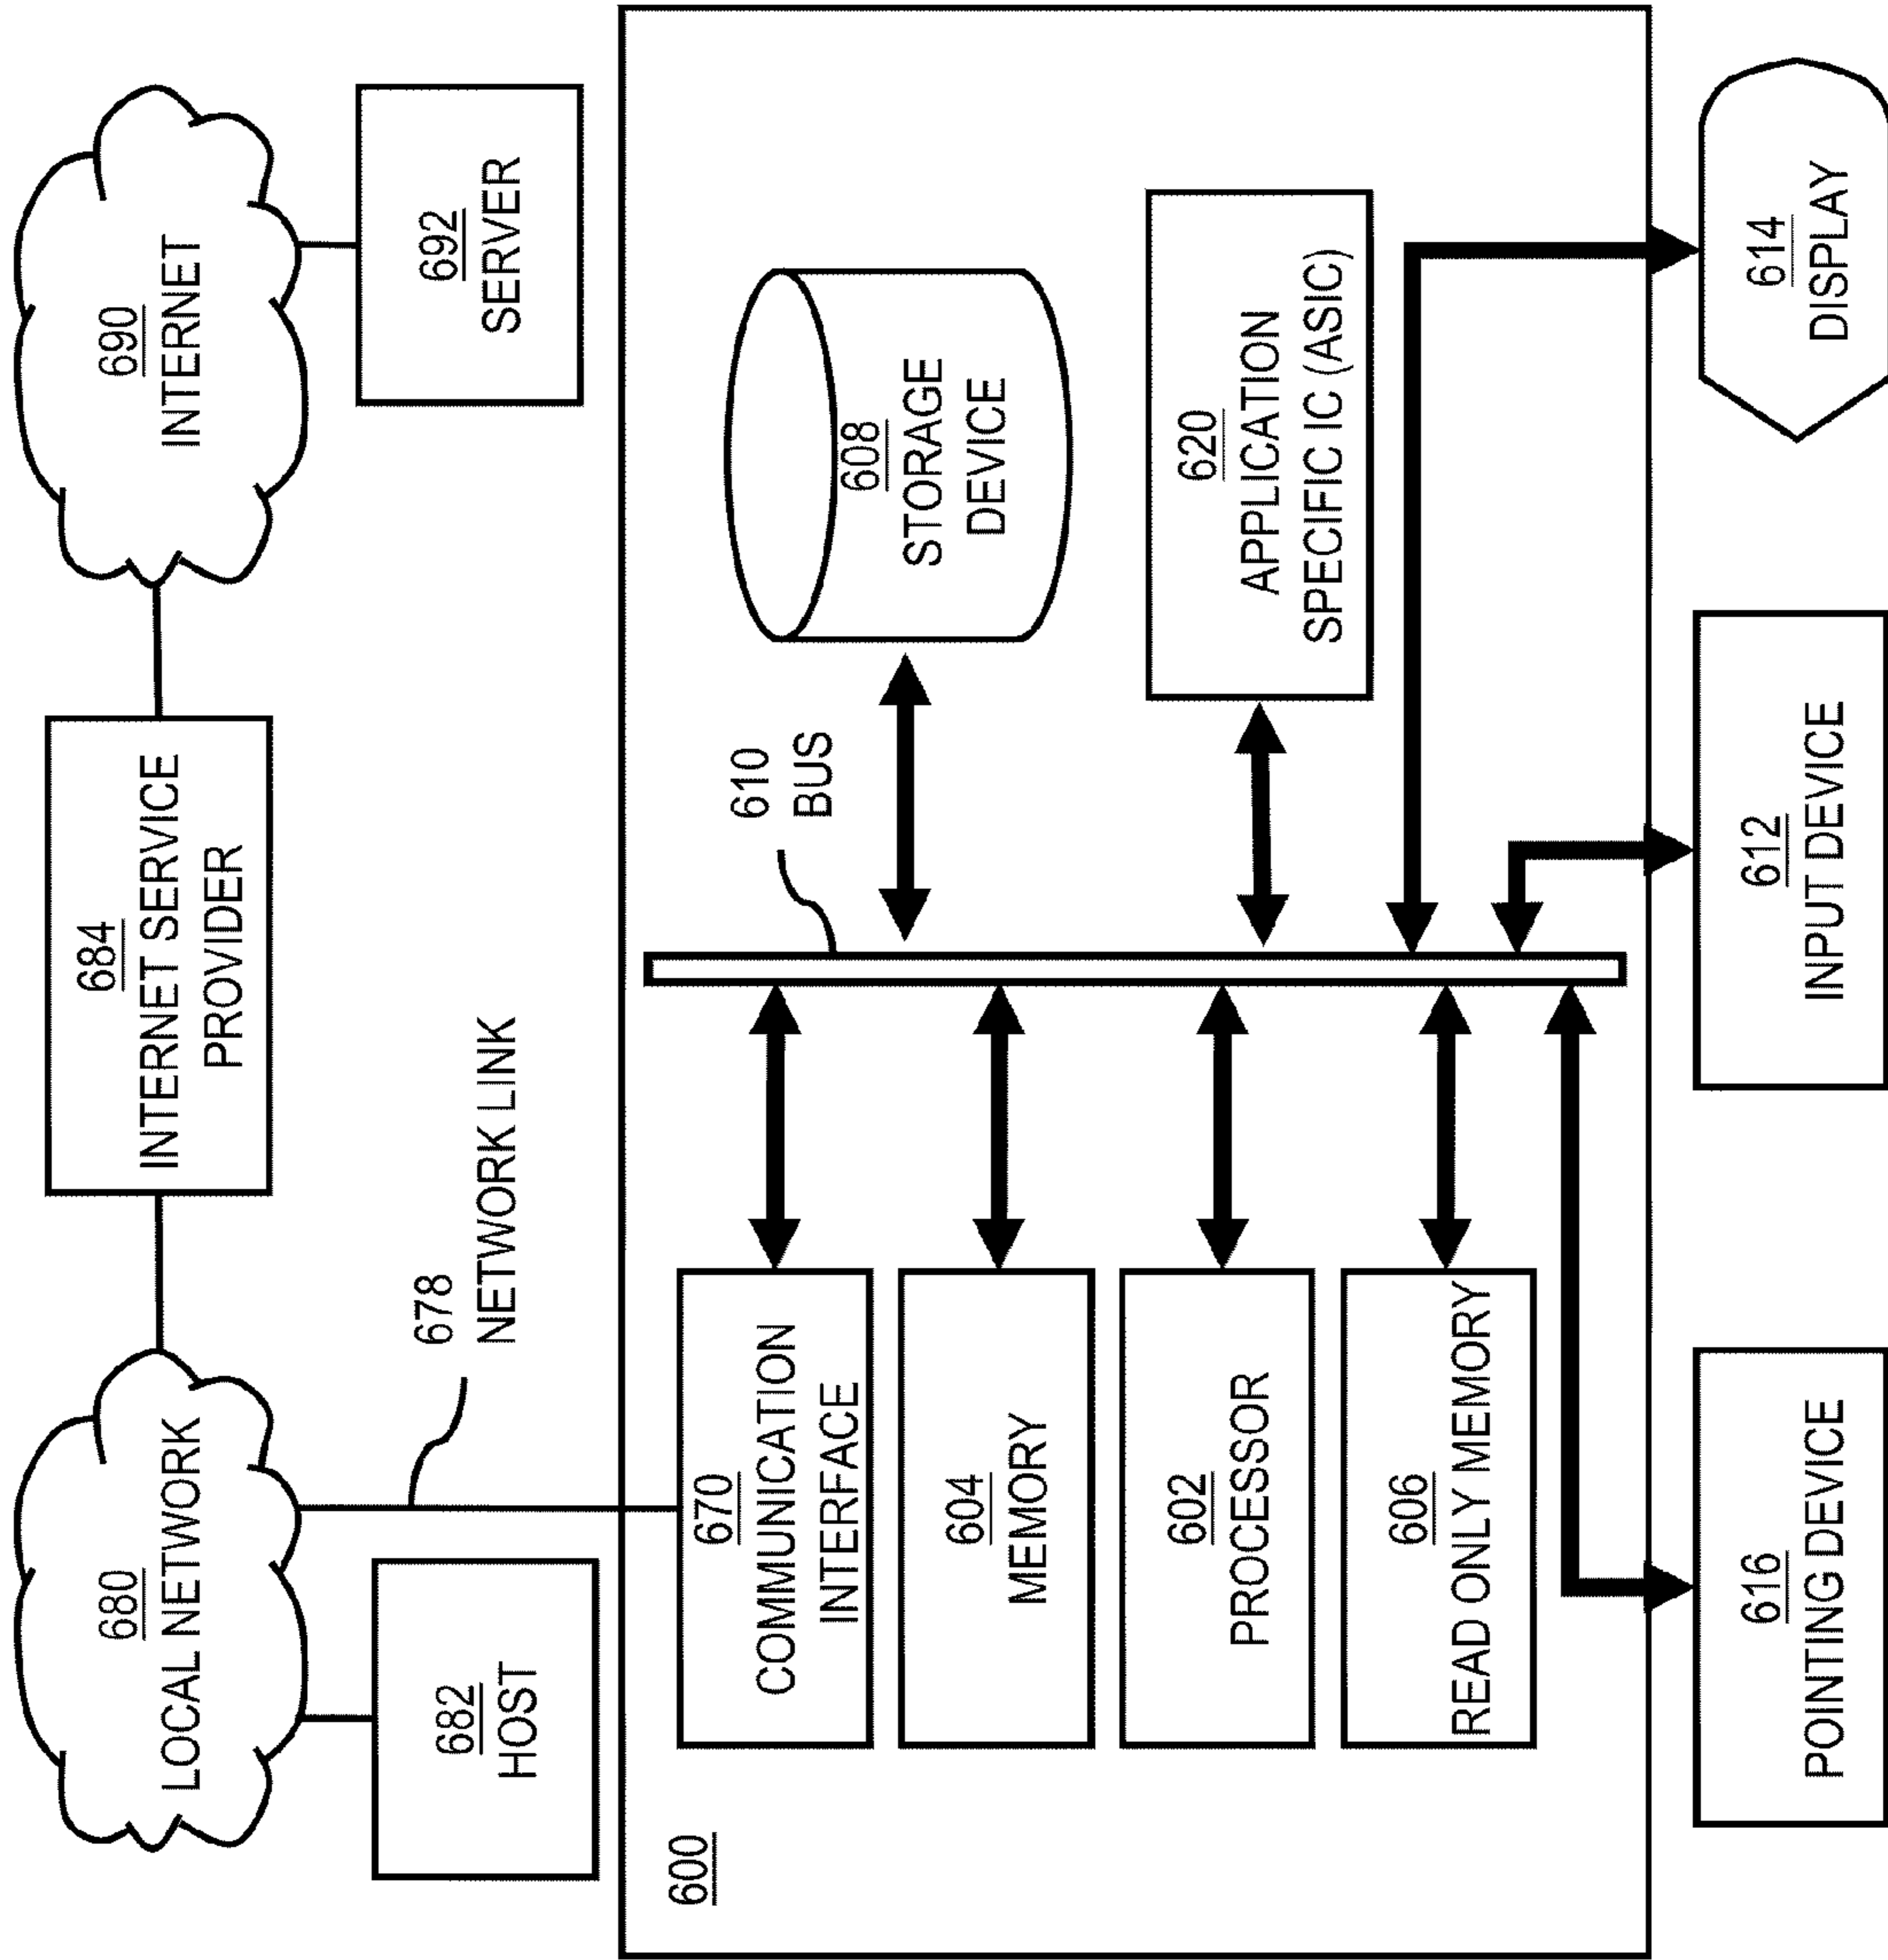 680
LOCAL NETWORK
684
INTERNET SERVICE
PROVIDER
690
INTERNET
682
HOST
678
NETWORK LINK
692
SERVER
600
670
COMMUNICATION
INTERFACE
610
BUS
604
MEMORY
608
STORAGE
DEVICE
602
PROCESSOR
620
APPLICATION
SPECIFIC IC (ASIC)
606
READ ONLY MEMORY
616
POINTING DEVICE
612
INPUT DEVICE
614
DISPLAY